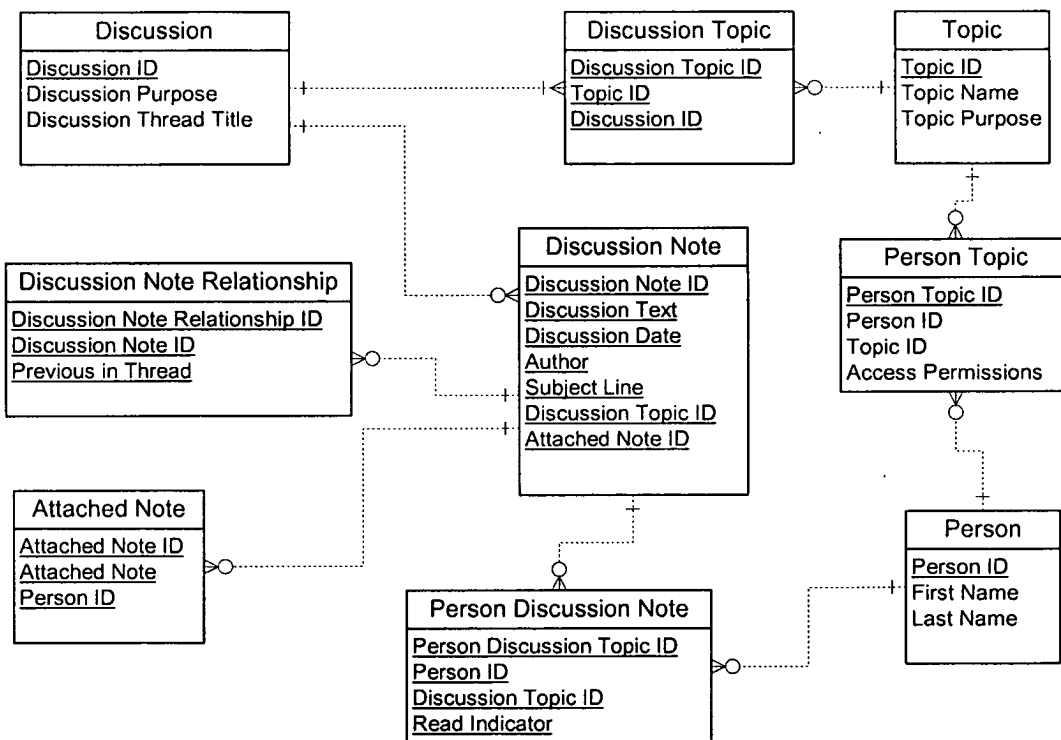 Discussion
Discussion ID
Discussion Purpose
Discussion Thread Title
Discussion Topic
Discussion Topic ID
Topic ID
Discussion ID
Topic
Topic ID
Topic Name
Topic Purpose
Discussion Note Relationship
Discussion Note Relationship ID
Discussion Note ID
Previous in Thread
Discussion Note
Discussion Note ID
Discussion Text
Discussion Date
Author
Subject Line
Discussion Topic ID
Attached Note ID
Person Topic
Person Topic ID
Person ID
Topic ID
Access Permissions
Attached Note
Attached Note ID
Attached Note
Person ID
Person Discussion Note
Person Discussion Topic ID
Person ID
Discussion Topic ID
Read Indicator
Person
Person ID
First Name
Last Name